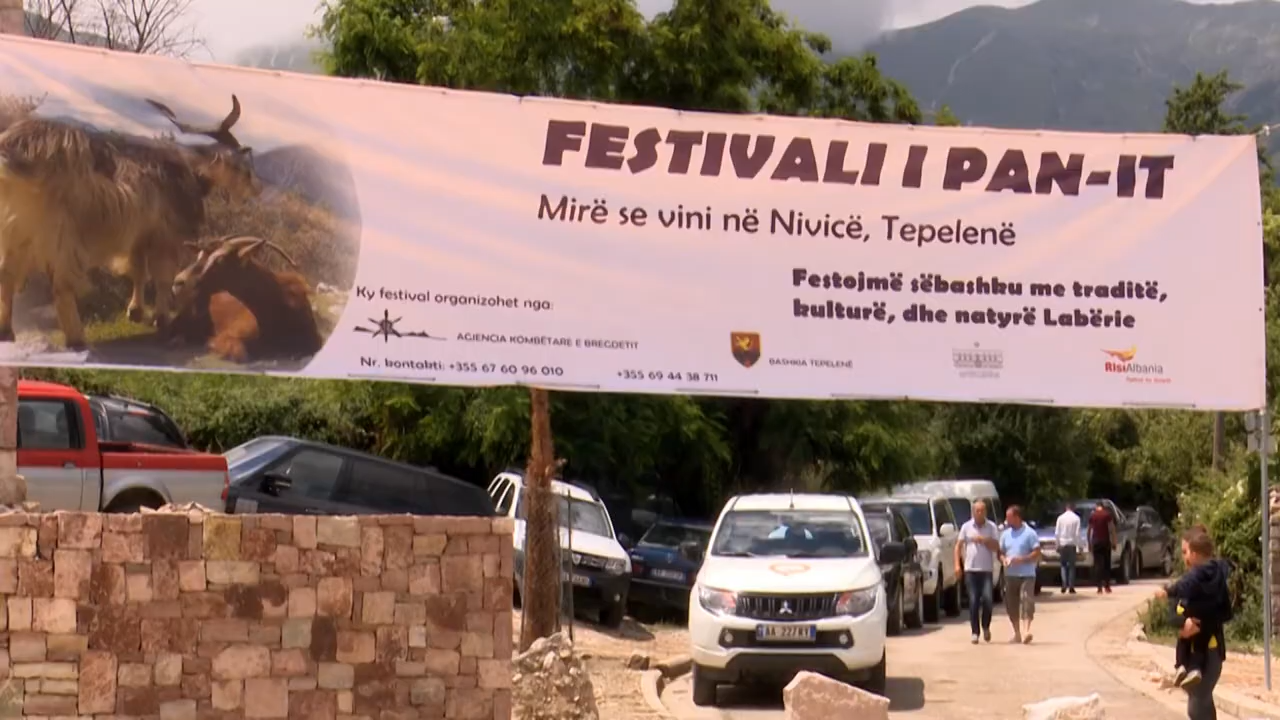 FESTIVALI I PAN-IT
Mirë se vini në Nivicë, Tepelenë
Festojmë sëbashku me traditë,
kulturë, dhe natyrë Labërie
Ky festival organizohet nga:
AGJENCIA KOMBËTARE E BREGDETIT
BASHKIA TEPELENË
RisiAlbania
Nr. kontakti: +355 67 60 96 010
+355 69 44 38 711
AA 227RY